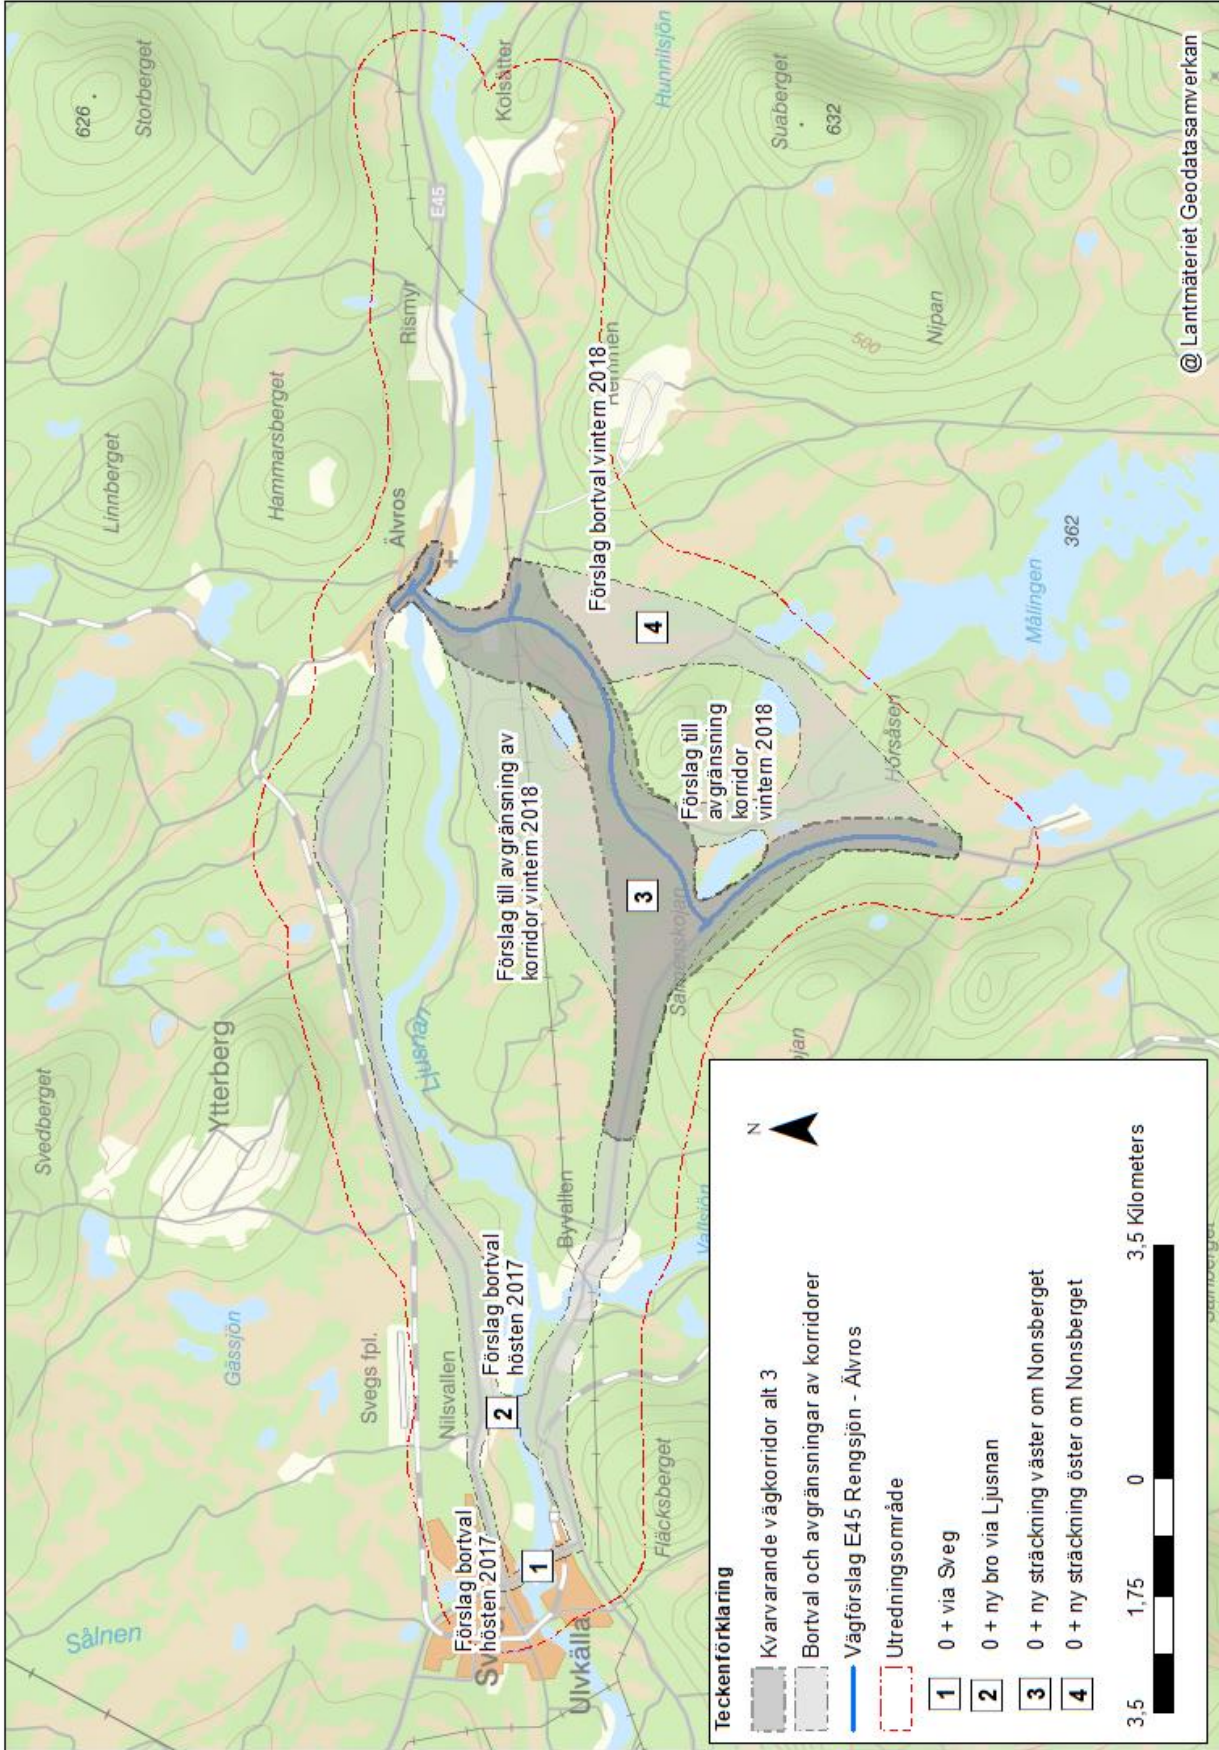 Sålnen
Gässjön
Svedberget
Ytterberg
Linnberget
Hammarsberget
626
Storberget
Svegs fpl.
Nilsvallen
Älvros
Rismyr
E45
Kolsätter
Hunnilsjön
Förslag bortval
hösten 2017
Förslag bortval
hösten 2017
1
2
Ulvkälla
Ljusnan
Byvallen
Fläcksberget
Förslag till avgränsning av
korridor vintern 2018
3
Förslag till
avgränsning
korridor
vintern 2018
4
Förslag bortval vintern 2018
Suaberget
632
500
Nipan
Hörsåsen
Målingen
362
@ Lantmäteriet Geodatasamverkan
Teckenförklaring
Kvarvarande vägkorridor alt 3
Bortval och avgränsningar av korridorer
Vägförslag E45 Rengsjön - Älvros
Utredningsområde
1 0 + via Sveg
2 0 + ny bro via Ljusnan
3 0 + ny sträckning väster om Nonsberget
4 0 + ny sträckning öster om Nonsberget
N
3,5 1,75 0 3,5 Kilometers